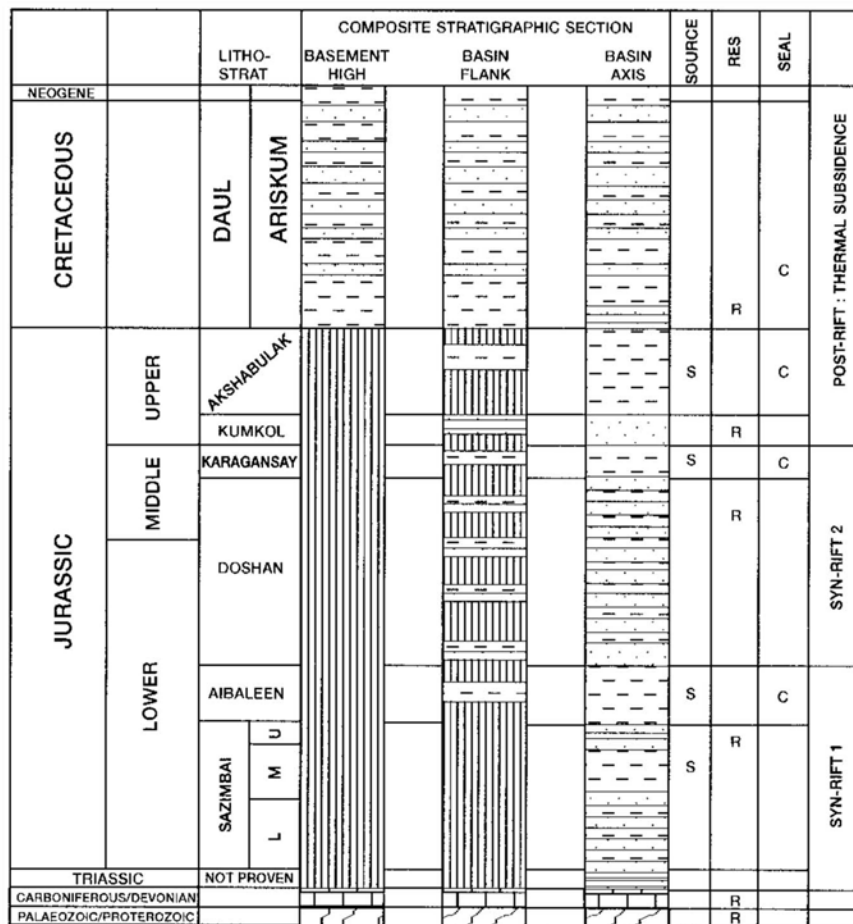 COMPOSITE STRATIGRAPHIC SECTION
LITHO-
STRAT
BASEMENT
HIGH
BASIN
FLANK
BASIN
AXIS
SOURCE
RES
SEAL
NEOGENE
CRETACEOUS
DAUL
ARISKUM
C
R
POST-RIFT : THERMAL SUBSIDENCE
JURASSIC
UPPER
AKSHABULAK
S
C
KUMKOL
R
MIDDLE
KARAGANSAY
S
C
DOSHAN
R
SYN-RIFT 2
LOWER
AIBALEEN
S
C
SAZIMBAI
U
R
M
S
L
SYN-RIFT 1
TRIASSIC
NOT PROVEN
CARBONIFEROUS/DEVONIAN
R
PALAEOZOIC/PROTEROZOIC
R